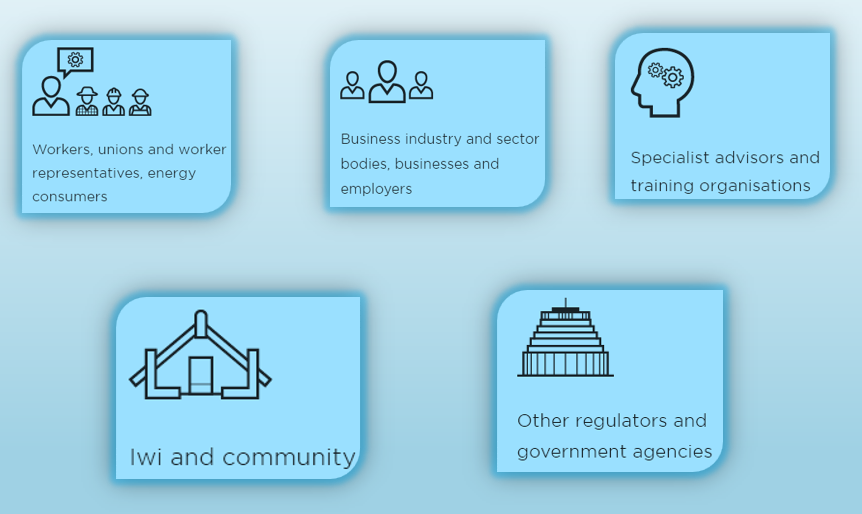 Workers, unions and worker
representatives, energy
consumers
Business industry and sector
bodies, businesses and
employers
Specialist advisors and
training organisations
Iwi and community
Other regulators and
government agencies